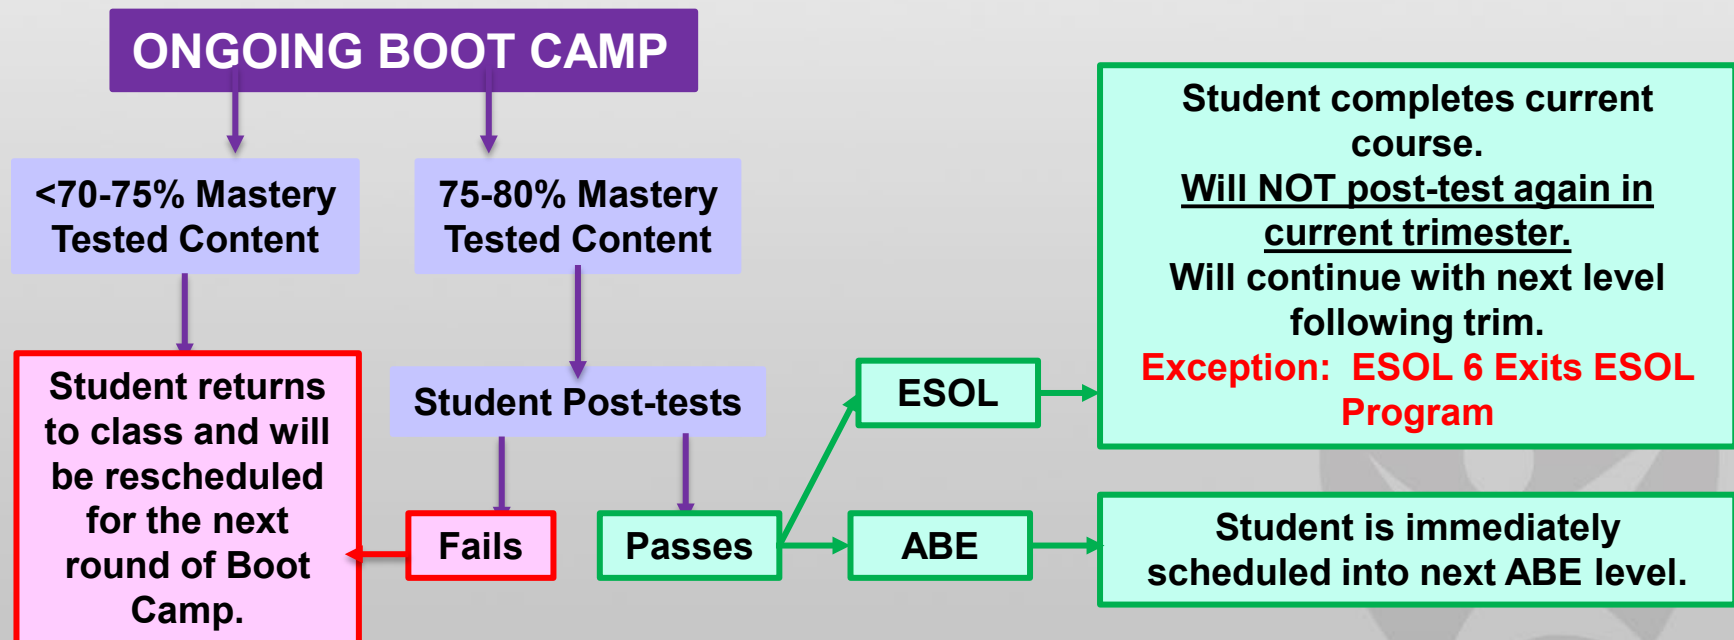 ONGOING BOOT CAMP
<70-75% Mastery
Tested Content
75-80% Mastery
Tested Content
Student returns
to class and will
be rescheduled
for the next
round of Boot
Camp.
Student Post-tests
Fails
Passes
ESOL
ABE
Student completes current
course.
Will NOT post-test again in
current trimester.
Will continue with next level
following trim.
Exception:  ESOL 6 Exits ESOL
Program
Student is immediately
scheduled into next ABE level.